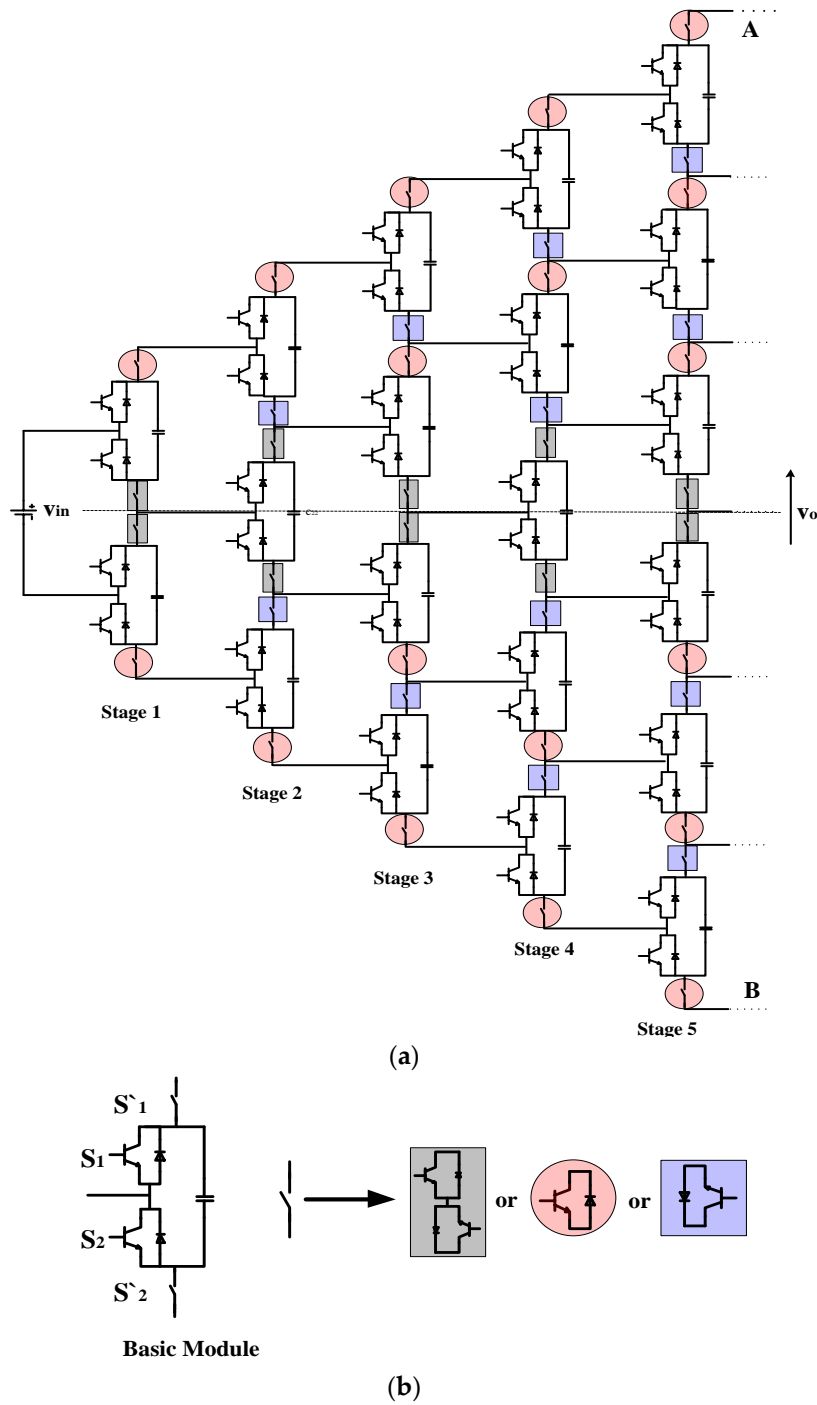 A
vin
vo
Stage 1
Stage 2
Stage 3
Stage 4
B
Stage 5
(a)
S`1
S1
S2
S`2
or
or
Basic Module
(b)